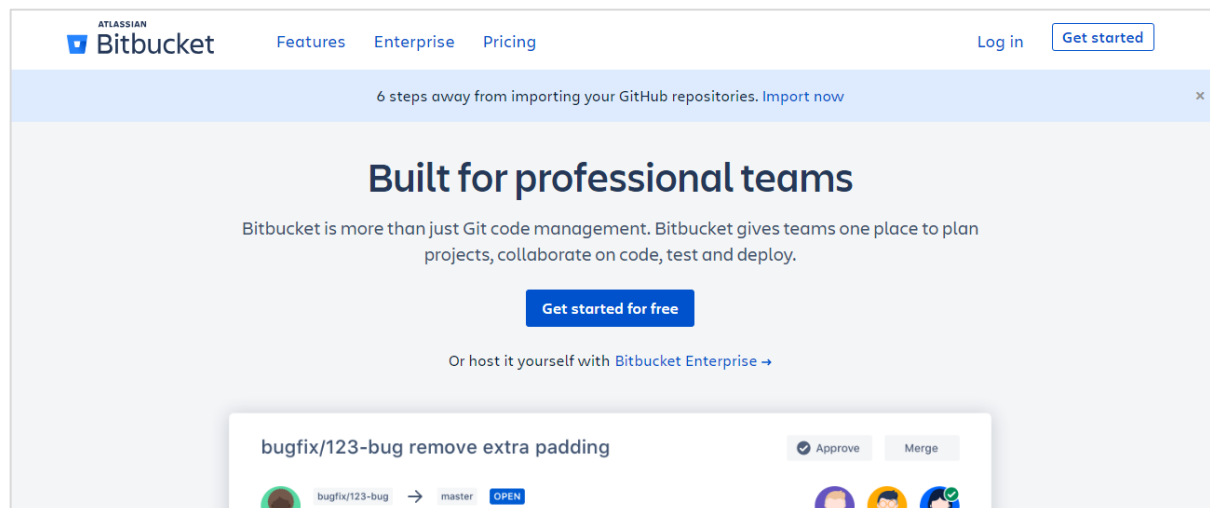 ATLASSIAN
Bitbucket
Features Enterprise Pricing Log in Get started
6 steps away from importing your GitHub repositories. Import now ×
Built for professional teams
Bitbucket is more than just Git code management. Bitbucket gives teams one place to plan
projects, collaborate on code, test and deploy.
Get started for free
Or host it yourself with Bitbucket Enterprise →
bugfix/123-bug remove extra padding Approve Merge
bugfix/123-bug → master OPEN